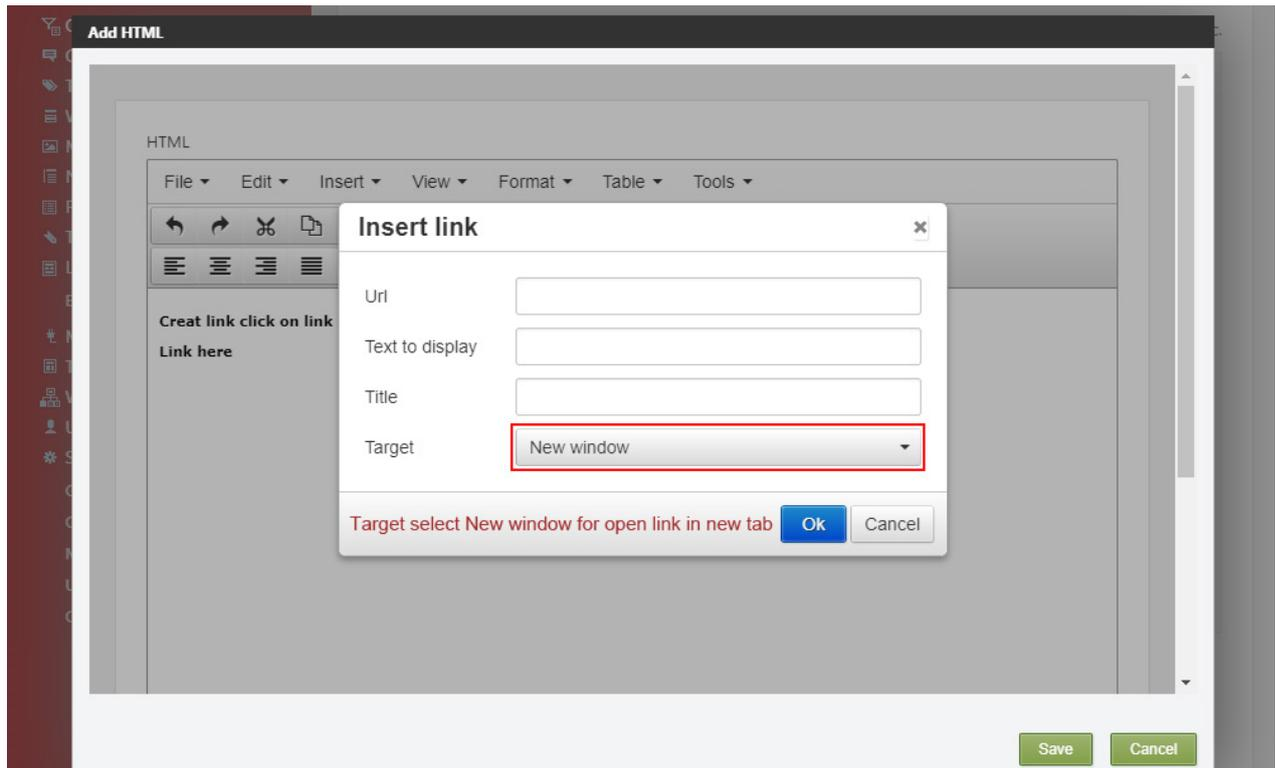 Add HTML
HTML
File Edit Insert View Format Table Tools
Insert link
Url
Creat link click on link
Text to display
Link here
Title
Target New window
Target select New window for open link in new tab Ok Cancel
Save Cancel